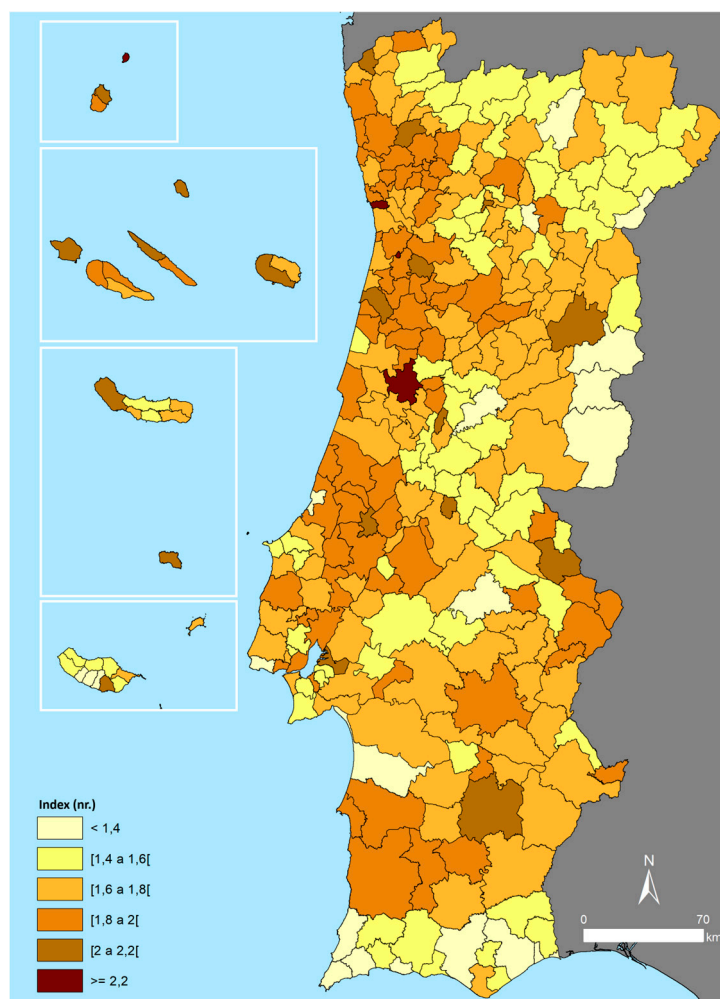 Index (nr.)
< 1,4
[1,4 a 1,6[
[1,6 a 1,8[
[1,8 a 2[
[2 a 2,2[
>= 2,2
N
0 70
km